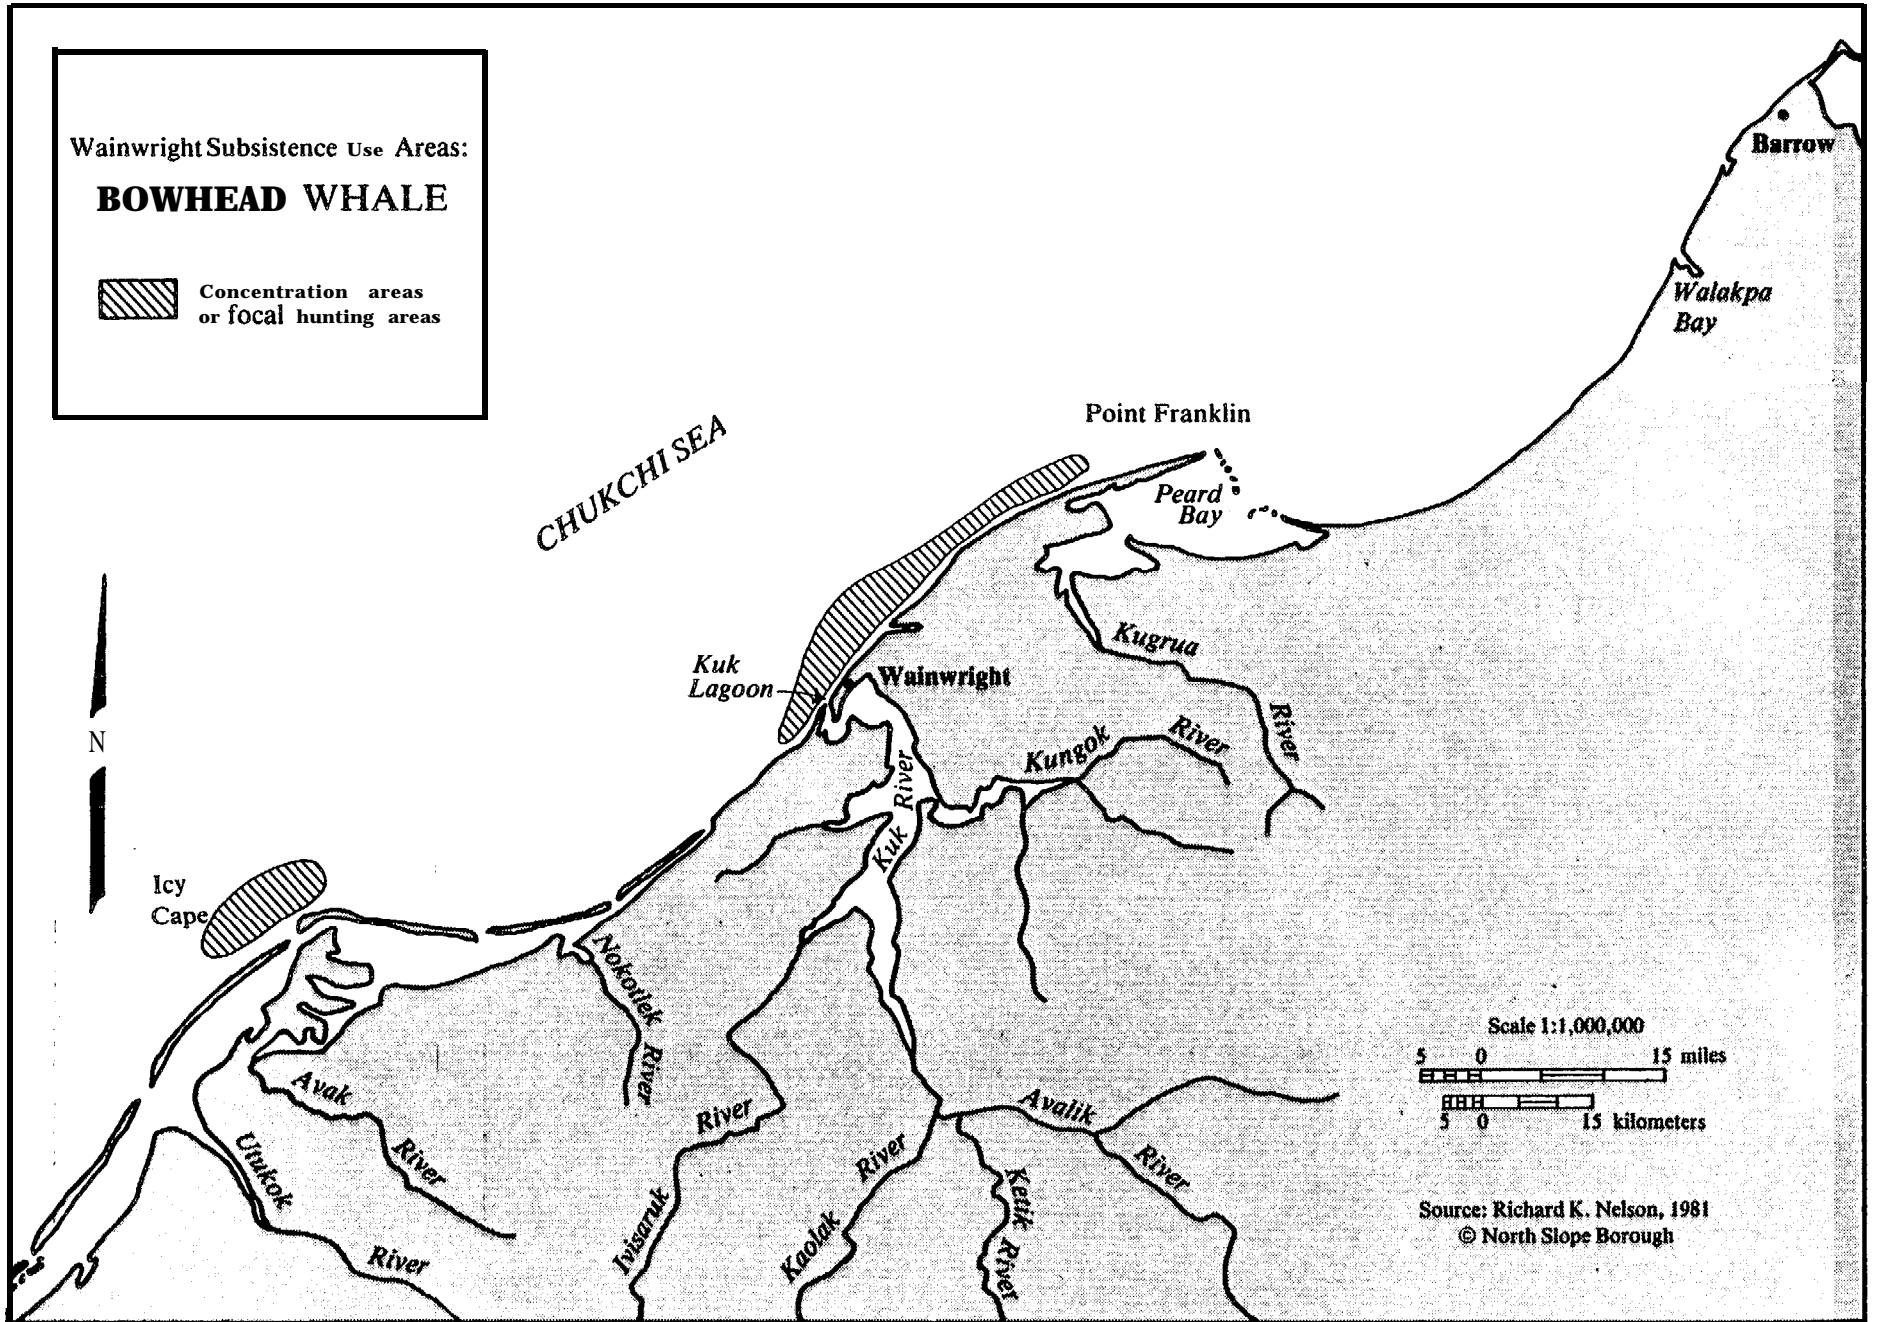 Wainwright Subsistence Use Areas:
BOWHEAD WHALE
Concentration areas
or focal hunting areas
Barrow
Walakpa
Bay
Point Franklin
CHUKCHI SEA
Peard
Bay
Kugrua
River
Kuk
Lagoon
Wainwright
Kungok
River
River
Kuk
N
Icy
Cape
Nokotlek
River
Avak
River
Utukok
River
River
Ivisaruk
River
Kaolak
Avalik
River
Ketik
River
Scale 1:1,000,000
5 0 15 miles
5 0 15 kilometers
Source: Richard K. Nelson, 1981
© North Slope Borough